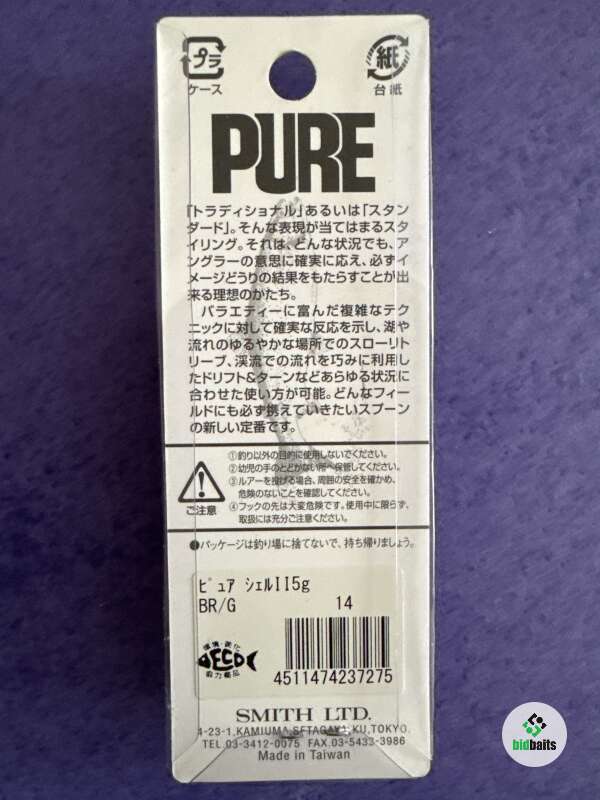 プラ
紙
ケース
台紙
PURE
「トラディショナル」あるいは「スタン
ダード」。そんな表現が当てはまるスタ
イリング。それは、どんな状況でも、ア
ングラーの意思に確実に応え、必ずイ
メージどうりの結果をもたらすことが出
来る理想のかたち。
バラエティーに富んだ複雑なテク
ニックに対して確実な反応を示し、湖や
流れのゆるやかな場所でのスローリト
リーブ、渓流での流れを巧みに利用し
たドリフト&ターンなどあらゆる状況に
合わせた使い方が可能。どんなフィー
ルドにも必ず携えていきたいスプーン
の新しい定番です。
ご注意
①釣り以外の目的に使用しないでください。
②幼児の手のとどかない所へ保管してください。
③ルアーを投げる場合、周囲の安全を確かめ、
危険のないことを確認してください。
④フックの先は大変危険です。使用中に限らず、
取扱には充分ご注意ください。
●パッケージは釣り場に捨てないで、持ち帰りましょう。
ピュア シェルII5g
BR/G 14
環境・美化
ECO
協力商品
4511474237275
SMITH LTD.
4-23-1,KAMIUMA,SETAGAYA,KU,TOKYO.
TEL.03-3412-0075 FAX.03-5433-3986
Made in Taiwan
bidbaits